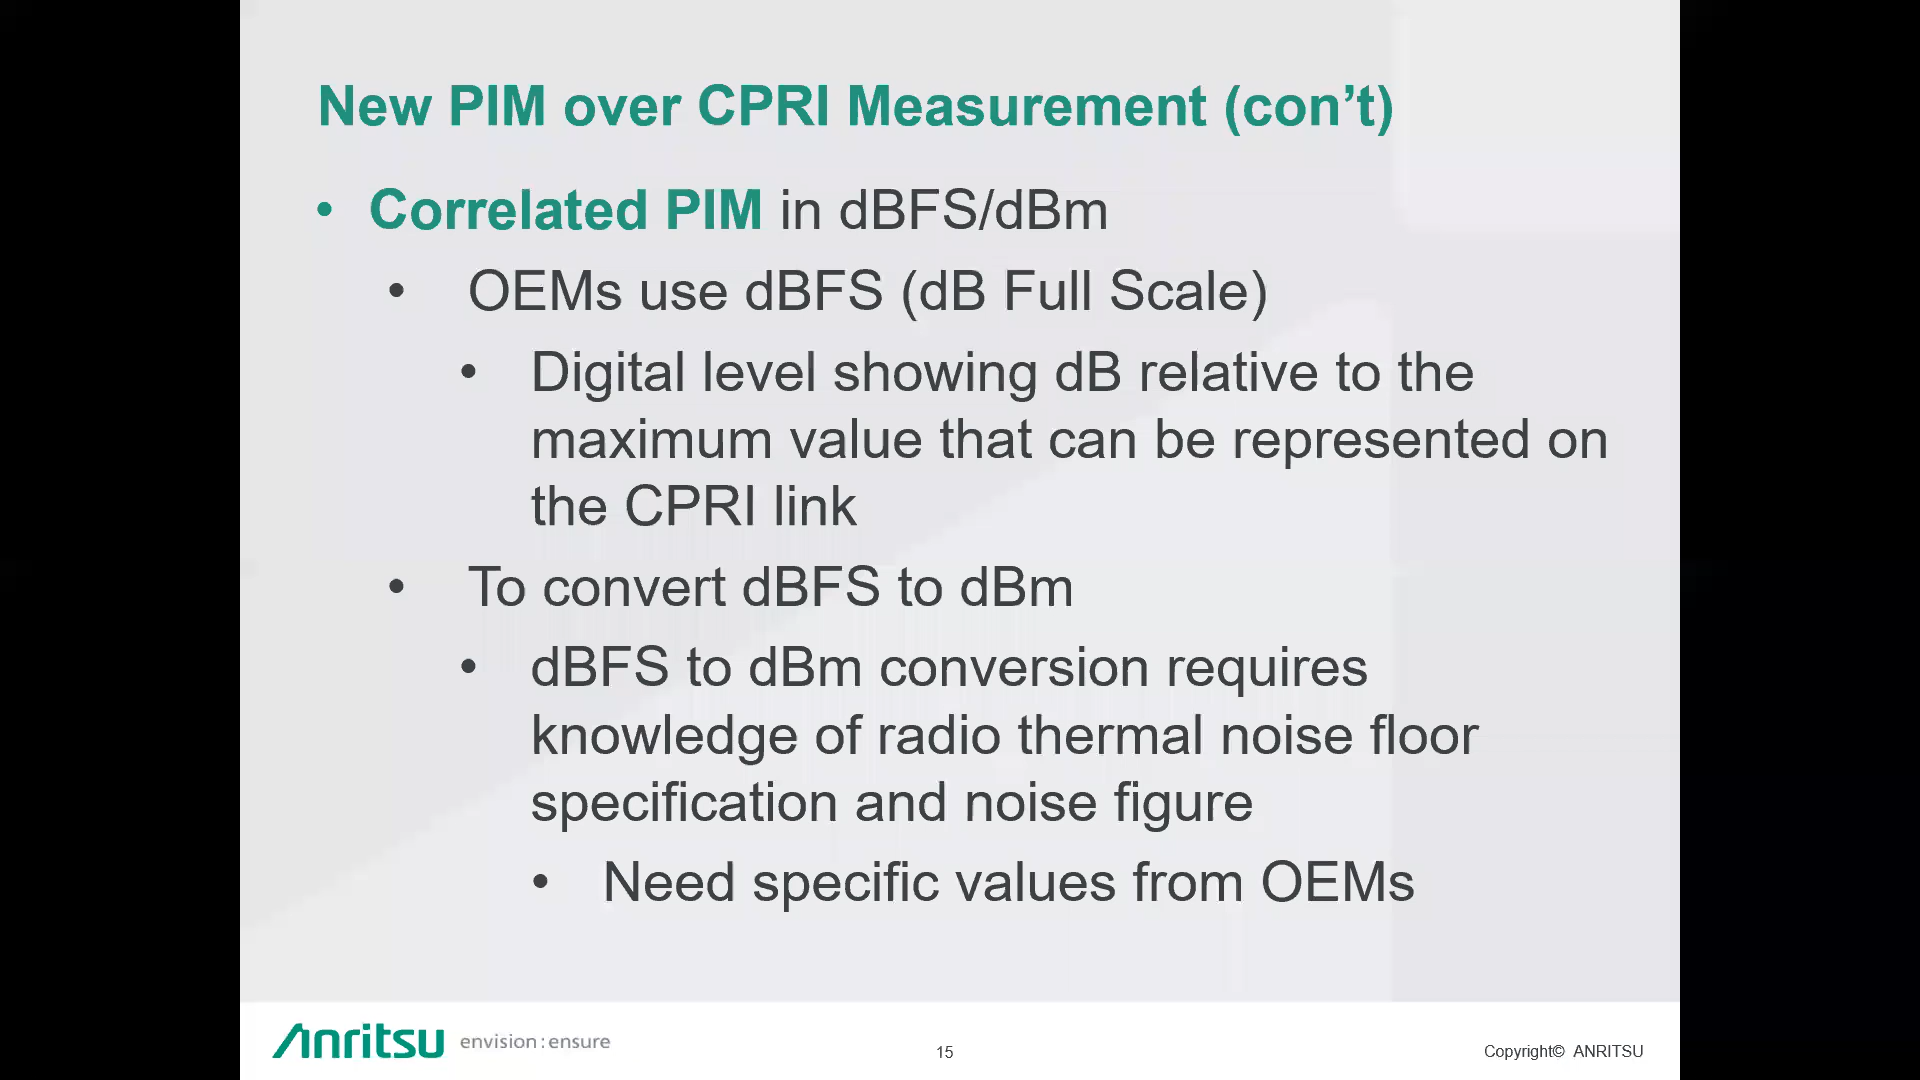 New PIM over CPRI Measurement (con’t)
• Correlated PIM in dBFS/dBm
• OEMs use dBFS (dB Full Scale)
• Digital level showing dB relative to the
maximum value that can be represented on
the CPRI link
• To convert dBFS to dBm
• dBFS to dBm conversion requires
knowledge of radio thermal noise floor
specification and noise figure
• Need specific values from OEMs
Anritsu envision : ensure
15
Copyright© ANRITSU